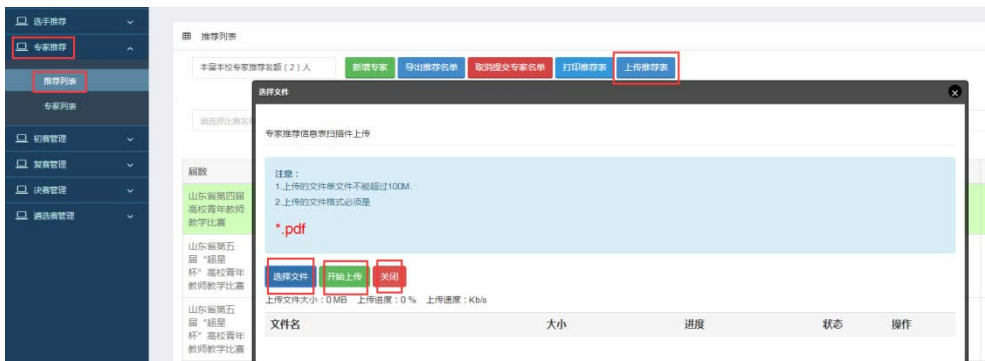 选手推荐
专家推荐
推荐列表
专家列表
初赛管理
复赛管理
决赛管理
遴选赛管理
推荐列表
本届本校专家推荐名额（2）人
新增专家
导出推荐名单
取消提交专家名单
打印推荐表
上传推荐表
请选择比赛名
届数
山东省第四届
高校青年教师
教学比赛
山东省第五
届“超星
杯”高校青年
教师教学比赛
山东省第五
届“超星
杯”高校青年
教师教学比赛
选择文件
专家推荐信息表扫描件上传
注意：
1.上传的文件单文件不能超过100M.
2.上传的文件格式必须是
*.pdf
选择文件
开始上传
关闭
上传文件大小：0 MB 上传进度：0 % 上传速度：Kb/s
文件名 大小 进度 状态 操作